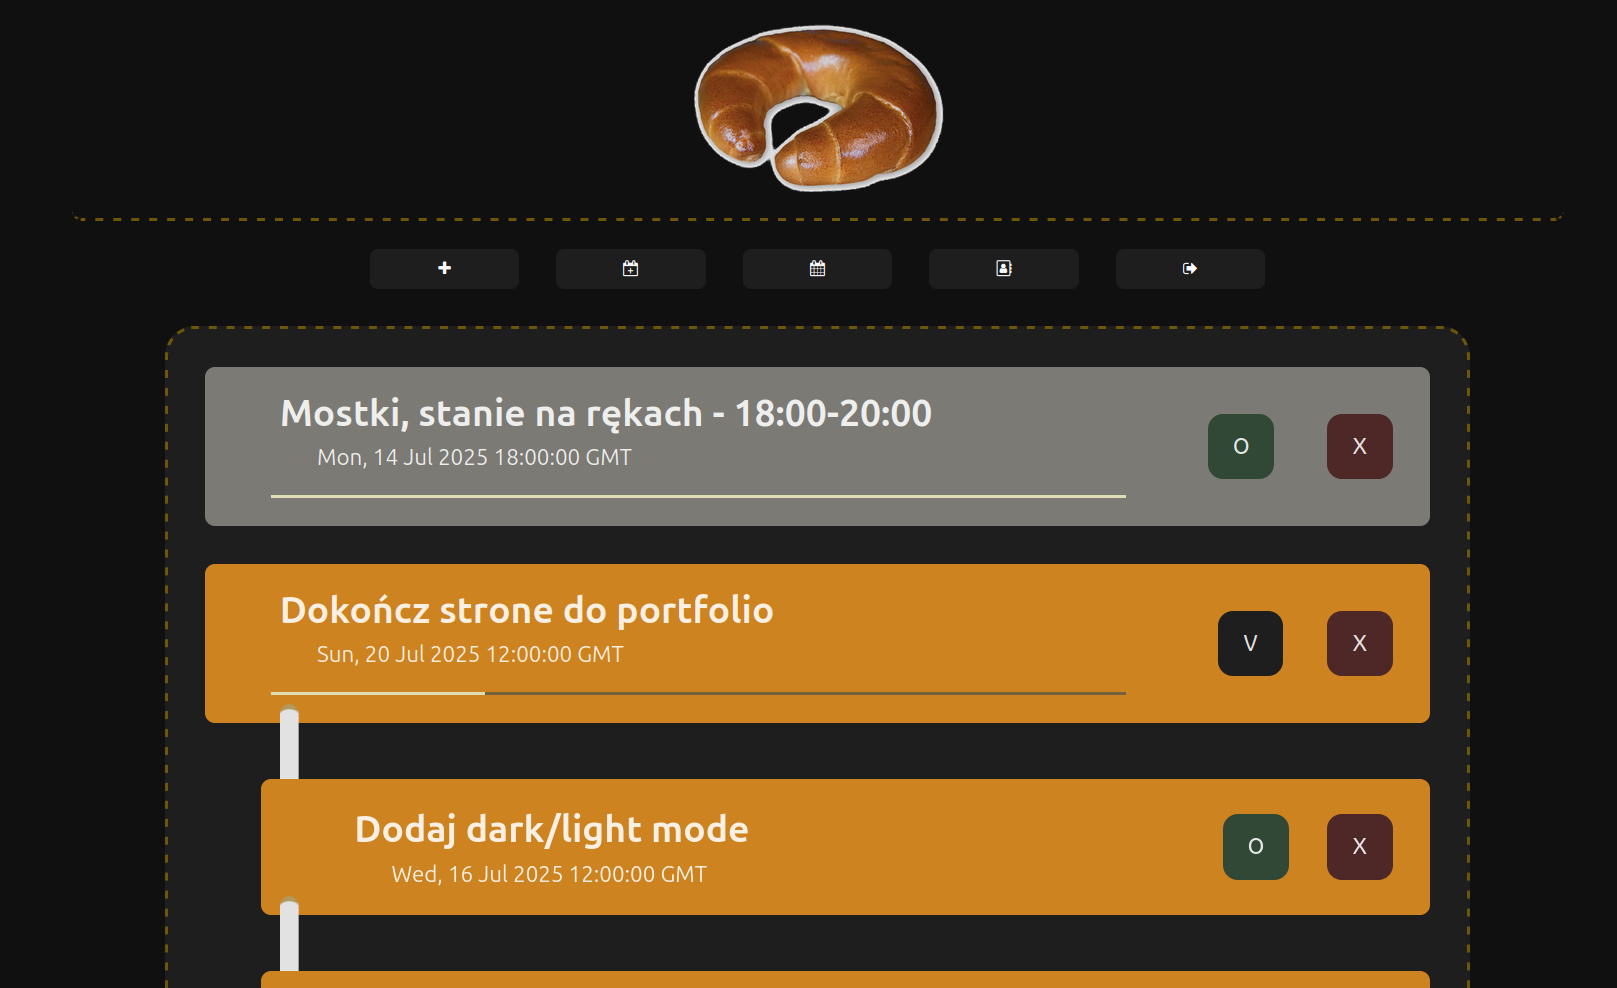 Mostki, stanie na rękach - 18:00-20:00
Mon, 14 Jul 2025 18:00:00 GMT
O
X
Dokończ strone do portfolio
Sun, 20 Jul 2025 12:00:00 GMT
V
X
Dodaj dark/light mode
Wed, 16 Jul 2025 12:00:00 GMT
O
X